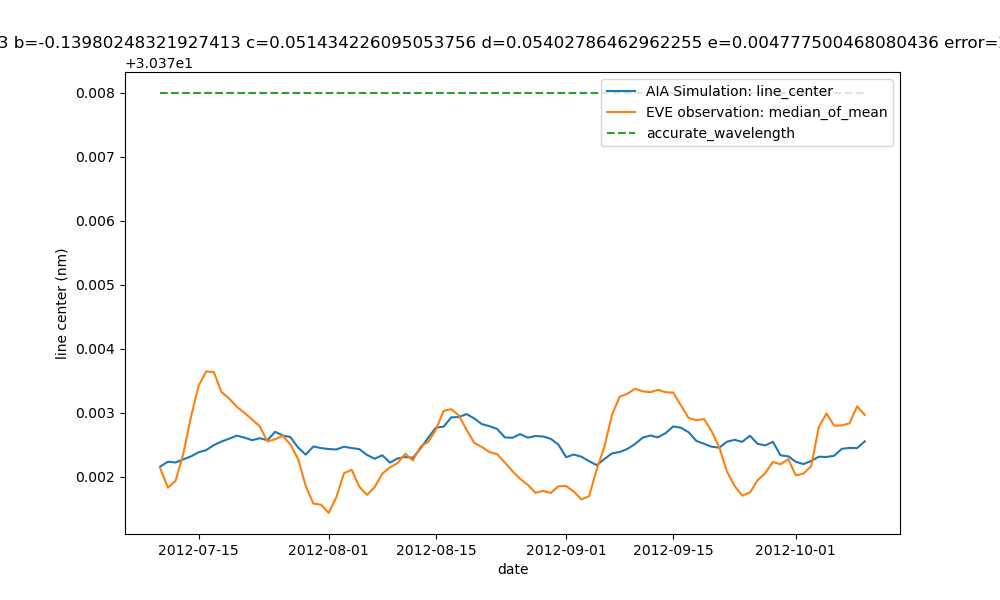 3 b=-0.13980248321927413 c=0.051434226095053756 d=0.05402786462962255 e=0.004777500468080436 error=
+3.037e1
0.008
0.007
0.006
0.005
0.004
0.003
0.002
line center (nm)
AIA Simulation: line_center
EVE observation: median_of_mean
accurate_wavelength
2012-07-15
2012-08-01
2012-08-15
2012-09-01
2012-09-15
2012-10-01
date